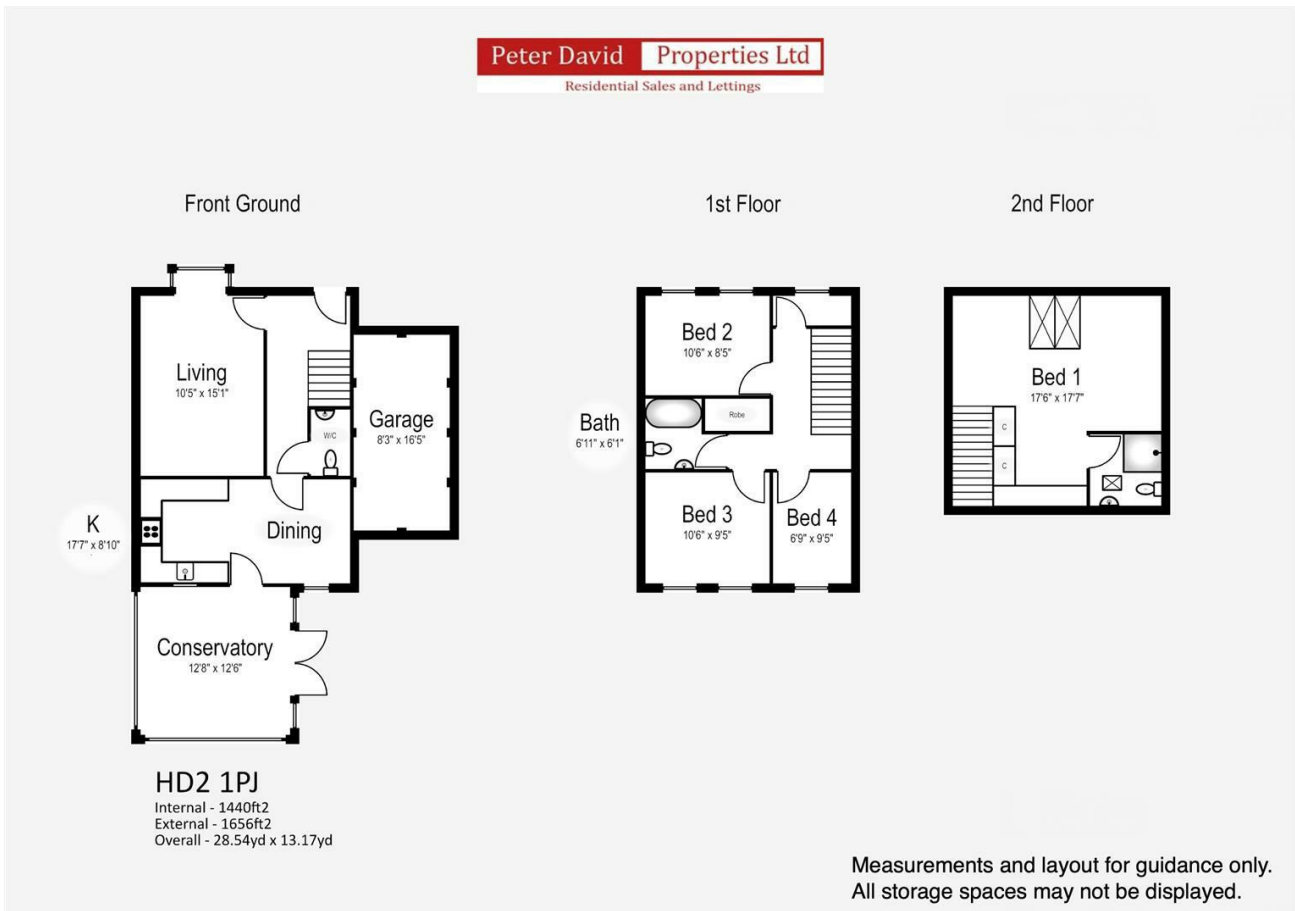 Peter David Properties Ltd
Residential Sales and Lettings
Front Ground
1st Floor
2nd Floor
Living
10'5" x 15'1"
Garage
8'3" x 16'5"
W/C
K
17'7" x 8'10"
Dining
Conservatory
12'8" x 12'6"
Bed 2
10'6" x 8'5"
Bath
6'11" x 6'1"
Robe
Bed 3
10'6" x 9'5"
Bed 4
6'9" x 9'5"
Bed 1
17'6" x 17'7"
C
C
HD2 1PJ
Internal - 1440ft2
External - 1656ft2
Overall - 28.54yd x 13.17yd
Measurements and layout for guidance only.
All storage spaces may not be displayed.